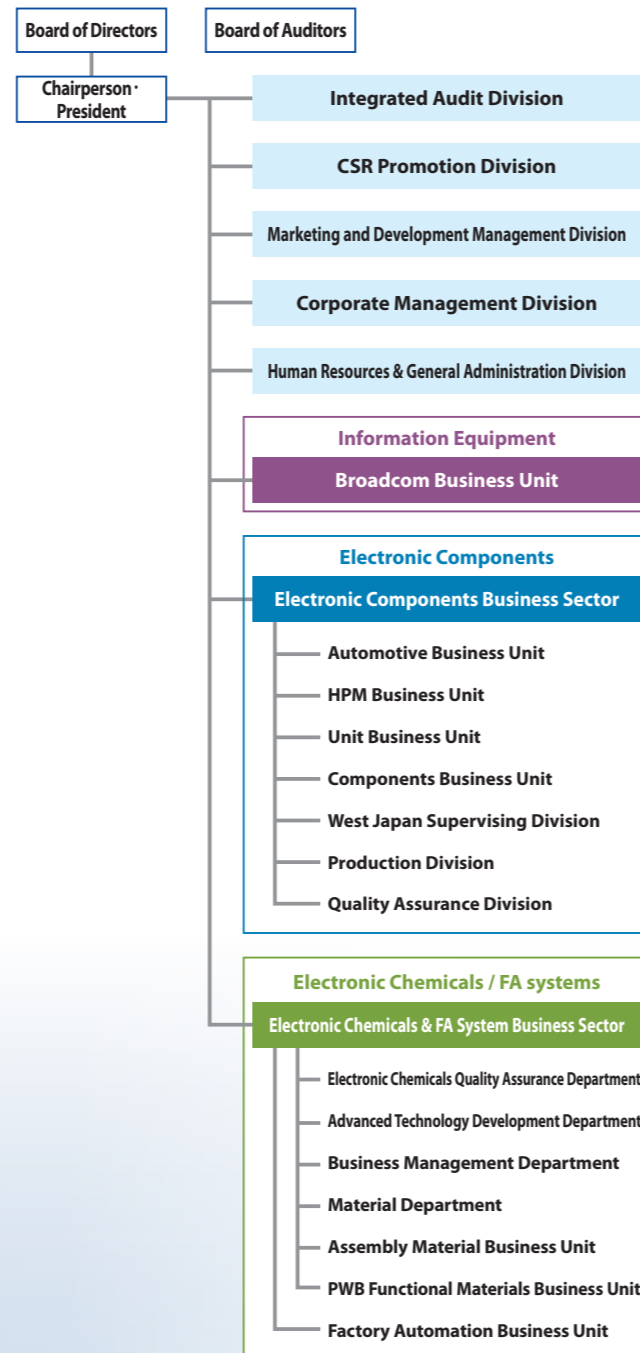 Board of Directors
Board of Auditors
Chairperson·
President
Integrated Audit Division
CSR Promotion Division
Marketing and Development Management Division
Corporate Management Division
Human Resources & General Administration Division
Information Equipment
Broadcom Business Unit
Electronic Components
Electronic Components Business Sector
Automotive Business Unit
HPM Business Unit
Unit Business Unit
Components Business Unit
West Japan Supervising Division
Production Division
Quality Assurance Division
Electronic Chemicals / FA systems
Electronic Chemicals & FA System Business Sector
Electronic Chemicals Quality Assurance Department
Advanced Technology Development Department
Business Management Department
Material Department
Assembly Material Business Unit
PWB Functional Materials Business Unit
Factory Automation Business Unit